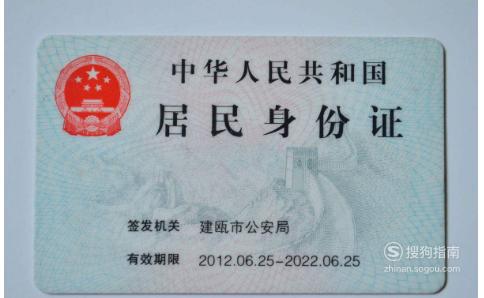 中华人民共和国
居民身份证
签发机关 建瓯市公安局
有效期限 2012.06.25-2022.06.25
搜狗指南
zhinan.sogou.com